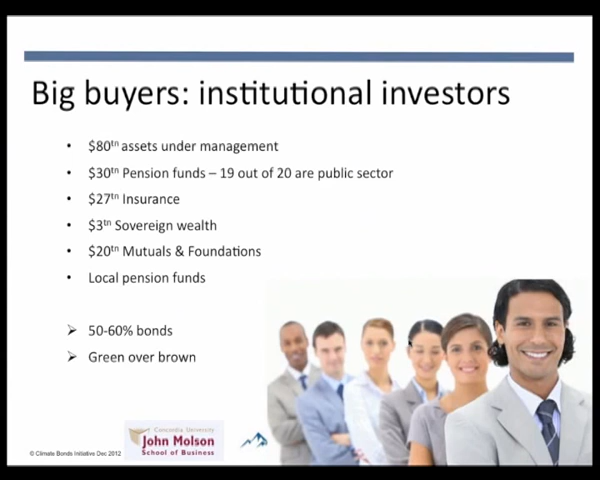 Big buyers: institutional investors
• $80tn assets under management
• $30tn Pension funds – 19 out of 20 are public sector
• $27tn Insurance
• $3tn Sovereign wealth
• $20tn Mutuals & Foundations
• Local pension funds
➢ 50-60% bonds
➢ Green over brown
Concordia University
John Molson
School of Business
© Climate Bonds Initiative Dec 2012